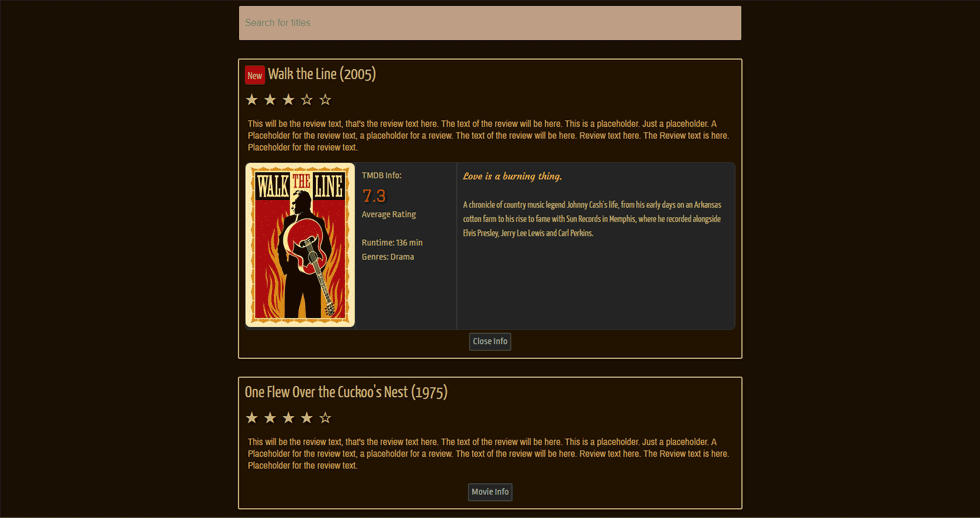 Search for titles
New Walk the Line (2005)
This will be the review text, that's the review text here. The text of the review will be here. This is a placeholder. Just a placeholder. A
Placeholder for the review text, a placeholder for a review. The text of the review will be here. Review text here. The Review text is here.
Placeholder for the review text.
WALK THE LINE
TMDB Info:
7.3
Average Rating
Runtime: 136 min
Genres: Drama
Love is a burning thing.
A chronicle of country music legend Johnny Cash's life, from his early days on an Arkansas
cotton farm to his rise to fame with Sun Records in Memphis, where he recorded alongside
Elvis Presley, Jerry Lee Lewis and Carl Perkins.
Close Info
One Flew Over the Cuckoo's Nest (1975)
This will be the review text, that's the review text here. The text of the review will be here. This is a placeholder. Just a placeholder. A
Placeholder for the review text, a placeholder for a review. The text of the review will be here. Review text here. The Review text is here.
Placeholder for the review text.
Movie Info